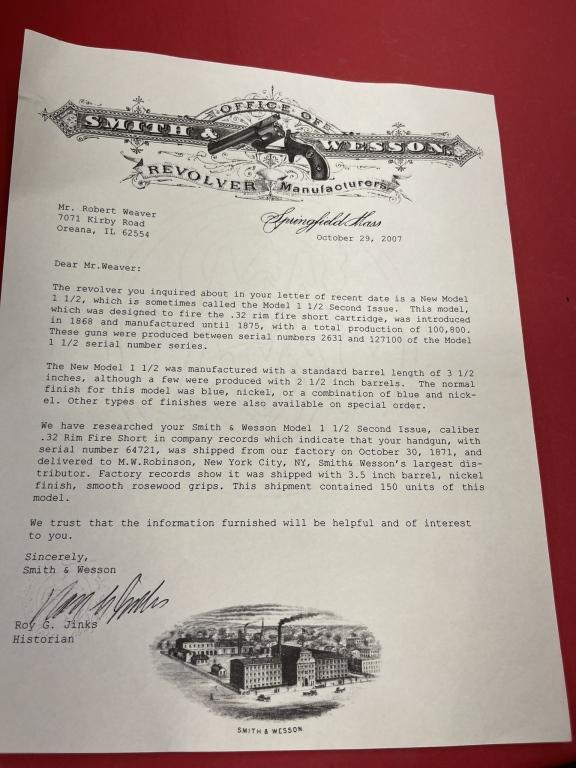 OFFICE OF
SMITH & WESSON,
REVOLVER Manufacturers
Springfield Mass
Mr. Robert Weaver
7071 Kirby Road
Oreana, IL 62554
October 29, 2007
Dear Mr.Weaver:
The revolver you inquired about in your letter of recent date is a New Model
1 1/2, which is sometimes called the Model 1 1/2 Second Issue. This model,
which was designed to fire the .32 rim fire short cartridge, was introduced
in 1868 and manufactured until 1875, with a total production of 100,800.
These guns were produced between serial numbers 2631 and 127100 of the Model
1 1/2 serial number series.
The New Model 1 1/2 was manufactured with a standard barrel length of 3 1/2
inches, although a few were produced with 2 1/2 inch barrels. The normal
finish for this model was blue, nickel, or a combination of blue and nick-
el. Other types of finishes were also available on special order.
We have researched your Smith & Wesson Model 1 1/2 Second Issue, caliber
.32 Rim Fire Short in company records which indicate that your handgun, with
serial number 64721, was shipped from our factory on October 30, 1871, and
delivered to M.W.Robinson, New York City, NY, Smith& Wesson's largest dis-
tributor. Factory records show it was shipped with 3.5 inch barrel, nickel
finish, smooth rosewood grips. This shipment contained 150 units of this
model.
We trust that the information furnished will be helpful and of interest
to you.
Sincerely,
Smith & Wesson
Roy G. Jinks
Historian
SMITH & WESSON.